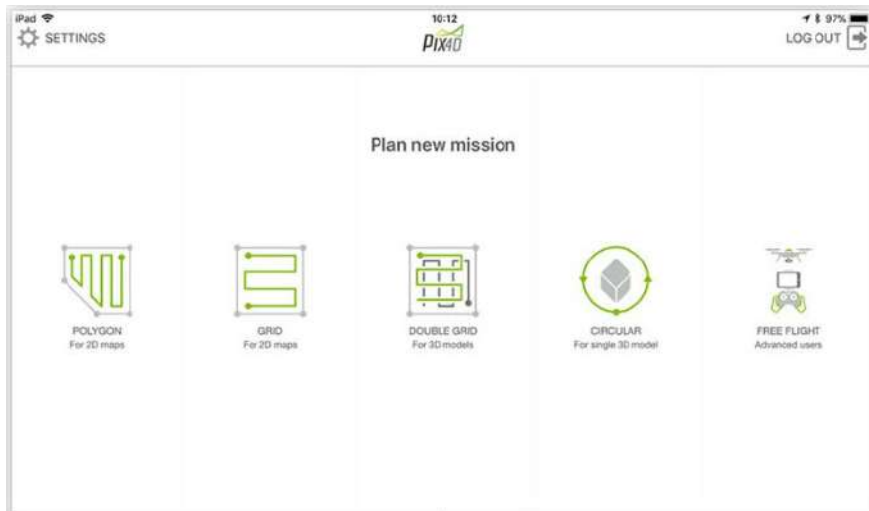 iPad
10:12
97%
SETTINGS
PIX4D
LOG OUT
Plan new mission
POLYGON
For 2D maps
GRID
For 2D maps
DOUBLE GRID
For 3D models
CIRCULAR
For single 3D model
FREE FLIGHT
Advanced users